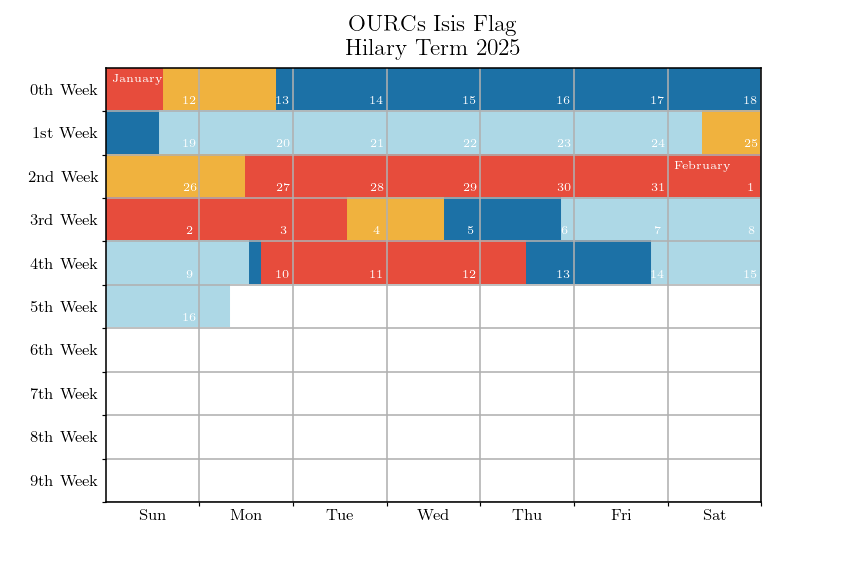 OURCs Isis Flag
Hilary Term 2025
January
0th Week 12 13 14 15 16 17 18
1st Week 19 20 21 22 23 24 25
February
2nd Week 26 27 28 29 30 31 1
3rd Week 2 3 4 5 6 7 8
4th Week 9 10 11 12 13 14 15
5th Week 16
6th Week
7th Week
8th Week
9th Week
Sun Mon Tue Wed Thu Fri Sat